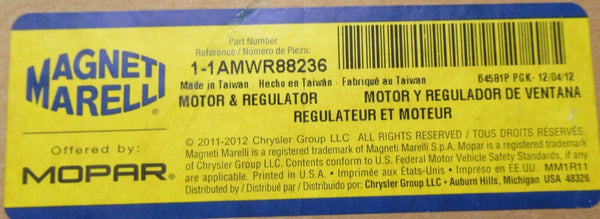 MAGNETI
MARELLI®
Offered by:
MOPAR®
Part Number
Reference / Número de Pieza:
1-1AMWR88236
Made in Taiwan · Hecho en Taiwán · Fabriqué au Taiwan
64581P PGK · 12/04/12
MOTOR & REGULATOR
MOTOR Y REGULADOR DE VENTANA
REGULATEUR ET MOTEUR
© 2011-2012 Chrysler Group LLC ALL RIGHTS RESERVED / TOUS DROITS RÉSERVÉS.
Magneti Marelli is a registered trademark of Magneti Marelli S.p.A. Mopar is a registered trademark of
Chrysler Group LLC. Contents conform to U.S. Federal Motor Vehicle Safety Standards, if any
are applicable. Printed in U.S.A. · Imprimée aux États-Unis · Impreso en EE.UU. MM1R11
Distributed by / Distribué par / Distribuido por: Chrysler Group LLC · Auburn Hills, Michigan USA 48326